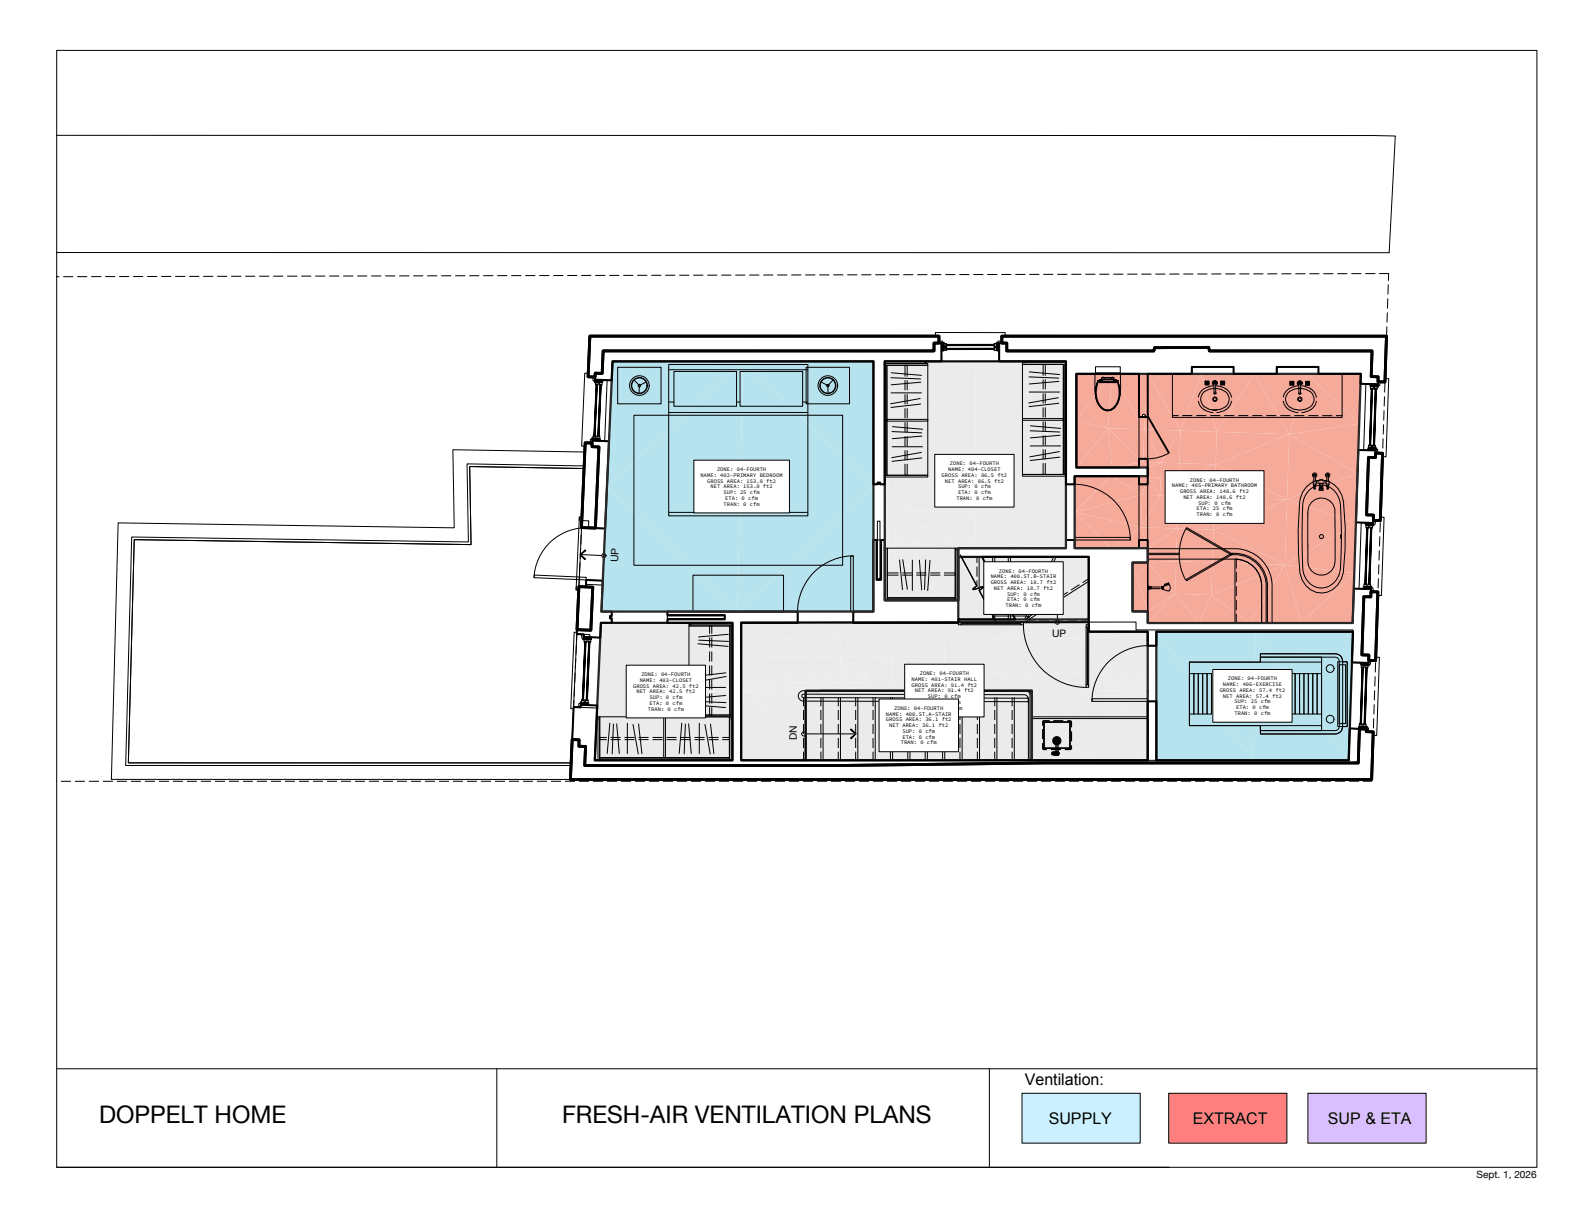 ZONE: 04-FOURTH
NAME: 402-PRIMARY BEDROOM
GROSS AREA: 153.0 ft2
NET AREA: 153.0 ft2
SUP: 25 cfm
ETA: 0 cfm
TRAN: 0 cfm
ZONE: 04-FOURTH
NAME: 404-CLOSET
GROSS AREA: 86.5 ft2
NET AREA: 86.5 ft2
SUP: 0 cfm
ETA: 0 cfm
TRAN: 0 cfm
ZONE: 04-FOURTH
NAME: 405-PRIMARY BATHROOM
GROSS AREA: 148.6 ft2
NET AREA: 148.6 ft2
SUP: 0 cfm
ETA: 25 cfm
TRAN: 0 cfm
UP
ZONE: 04-FOURTH
NAME: 400.ST.B-STAIR
GROSS AREA: 18.7 ft2
NET AREA: 18.7 ft2
SUP: 0 cfm
ETA: 0 cfm
TRAN: 0 cfm
UP
ZONE: 04-FOURTH
NAME: 403-CLOSET
GROSS AREA: 42.5 ft2
NET AREA: 42.5 ft2
SUP: 0 cfm
ETA: 0 cfm
TRAN: 0 cfm
ZONE: 04-FOURTH
NAME: 401-STAIR HALL
GROSS AREA: 91.4 ft2
NET AREA: 91.4 ft2
SUP: 0 cfm
DN
ZONE: 04-FOURTH
NAME: 400.ST.A-STAIR
GROSS AREA: 36.1 ft2
NET AREA: 36.1 ft2
SUP: 0 cfm
ETA: 0 cfm
TRAN: 0 cfm
ZONE: 04-FOURTH
NAME: 406-EXERCISE
GROSS AREA: 57.4 ft2
NET AREA: 57.4 ft2
SUP: 25 cfm
ETA: 0 cfm
TRAN: 0 cfm
DOPPELT HOME
FRESH-AIR VENTILATION PLANS
Ventilation:
SUPPLY
EXTRACT
SUP & ETA
Sept. 1, 2026